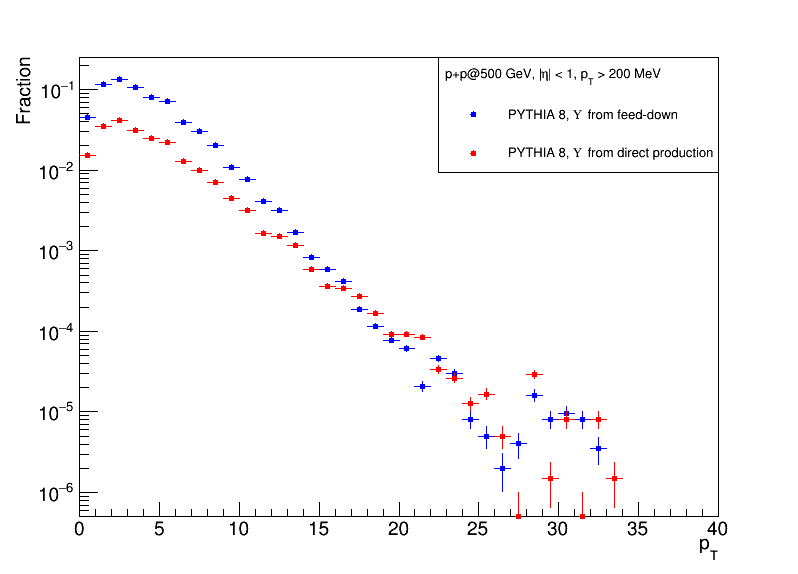 Fraction
p+p@500 GeV, |η| < 1, p_T > 200 MeV
PYTHIA 8, ϒ from feed-down
PYTHIA 8, ϒ from direct production
10⁻¹
10⁻²
10⁻³
10⁻⁴
10⁻⁵
10⁻⁶
0 5 10 15 20 25 30 35 40
p_T